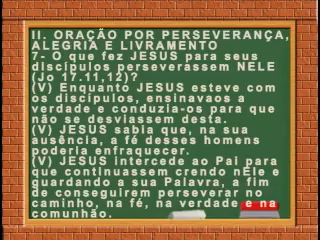 II. ORAÇÃO POR PERSEVERANÇA,
ALEGRIA E LIVRAMENTO
7- O que fez JESUS para seus
discípulos perseverassem NELE
(Jo 17.11,12)?
(V) Enquanto JESUS esteve com
os discípulos, ensinavaos a
verdade e conduzia-os para que
não se desviassem desta.
(V) JESUS sabia que, na sua
ausência, a fé desses homens
poderia enfraquecer.
(V) JESUS intercede ao Pai para
que continuassem crendo nEle e
guardando a sua Palavra, a fim
de conseguirem perseverar no
caminho, na fé, na verdade e na
comunhão.